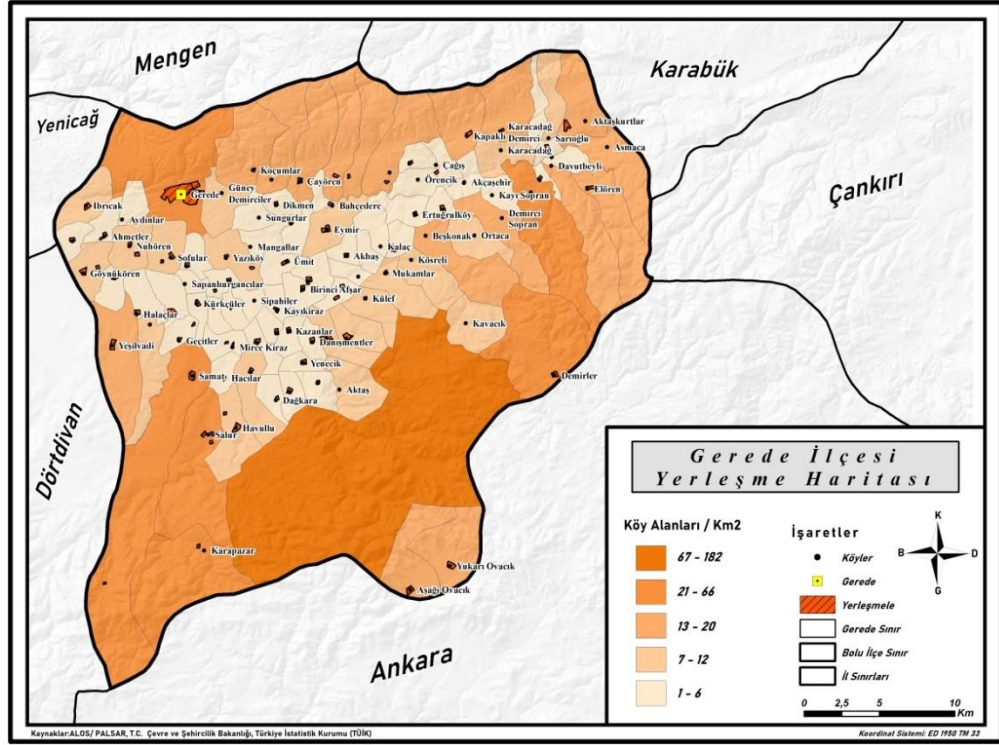 Mengen
Karabük
Yenicağ
Çankırı
Dörtdivan
Ankara
Aktaşkurtlar
Karacadağ
Kapaklı
Demirci
Sarıoğlu
Karacadağ
Asmaca
Çağış
Davutbeyli
Koçumlar
Çayören
Örencik
Akçaşehir
Elören
Gerede
Güney
Demirciler
Kayı Sopran
İbrıcak
Dikmen
Bahçedere
Aydınlar
Sungurlar
Ertuğrulköy
Demirci
Sopran
Eymir
Ahmetler
Beşkonak
Ortaca
Nuhören
Mangallar
Kalaç
Sofular
Yazıköy
Ümit
Akbaş
Kösreli
Göynükören
Mukamlar
Sapanlıurgancılar
Birinci Afşar
Kürkçüler
Sipahiler
Külef
Halaçlar
Kayıkiraz
Kavacık
Kazanlar
Yeşilvadi
Geçitler
Mirce Kiraz
Danışmentler
Yenecik
Samat
Hacılar
Demirler
Aktaş
Dağkara
Havullu
Salur
Karapazar
Yukarı Ovacık
Aşağı Ovacık
Gerede İlçesi
Yerleşme Haritası
Köy Alanları / Km2
67 - 182
21 - 66
13 - 20
7 - 12
1 - 6
İşaretler
Köyler
Gerede
Yerleşmele
Gerede Sınır
Bolu İlçe Sınır
İl Sınırları
K
B
D
G
0 2,5 5 10
Km
Kaynaklar:ALOS/ PALSAR, T.C. Çevre ve Şehircilik Bakanlığı, Türkiye İstatistik Kurumu (TÜİK)
Koordinat Sistemi: ED 1950 TM 33